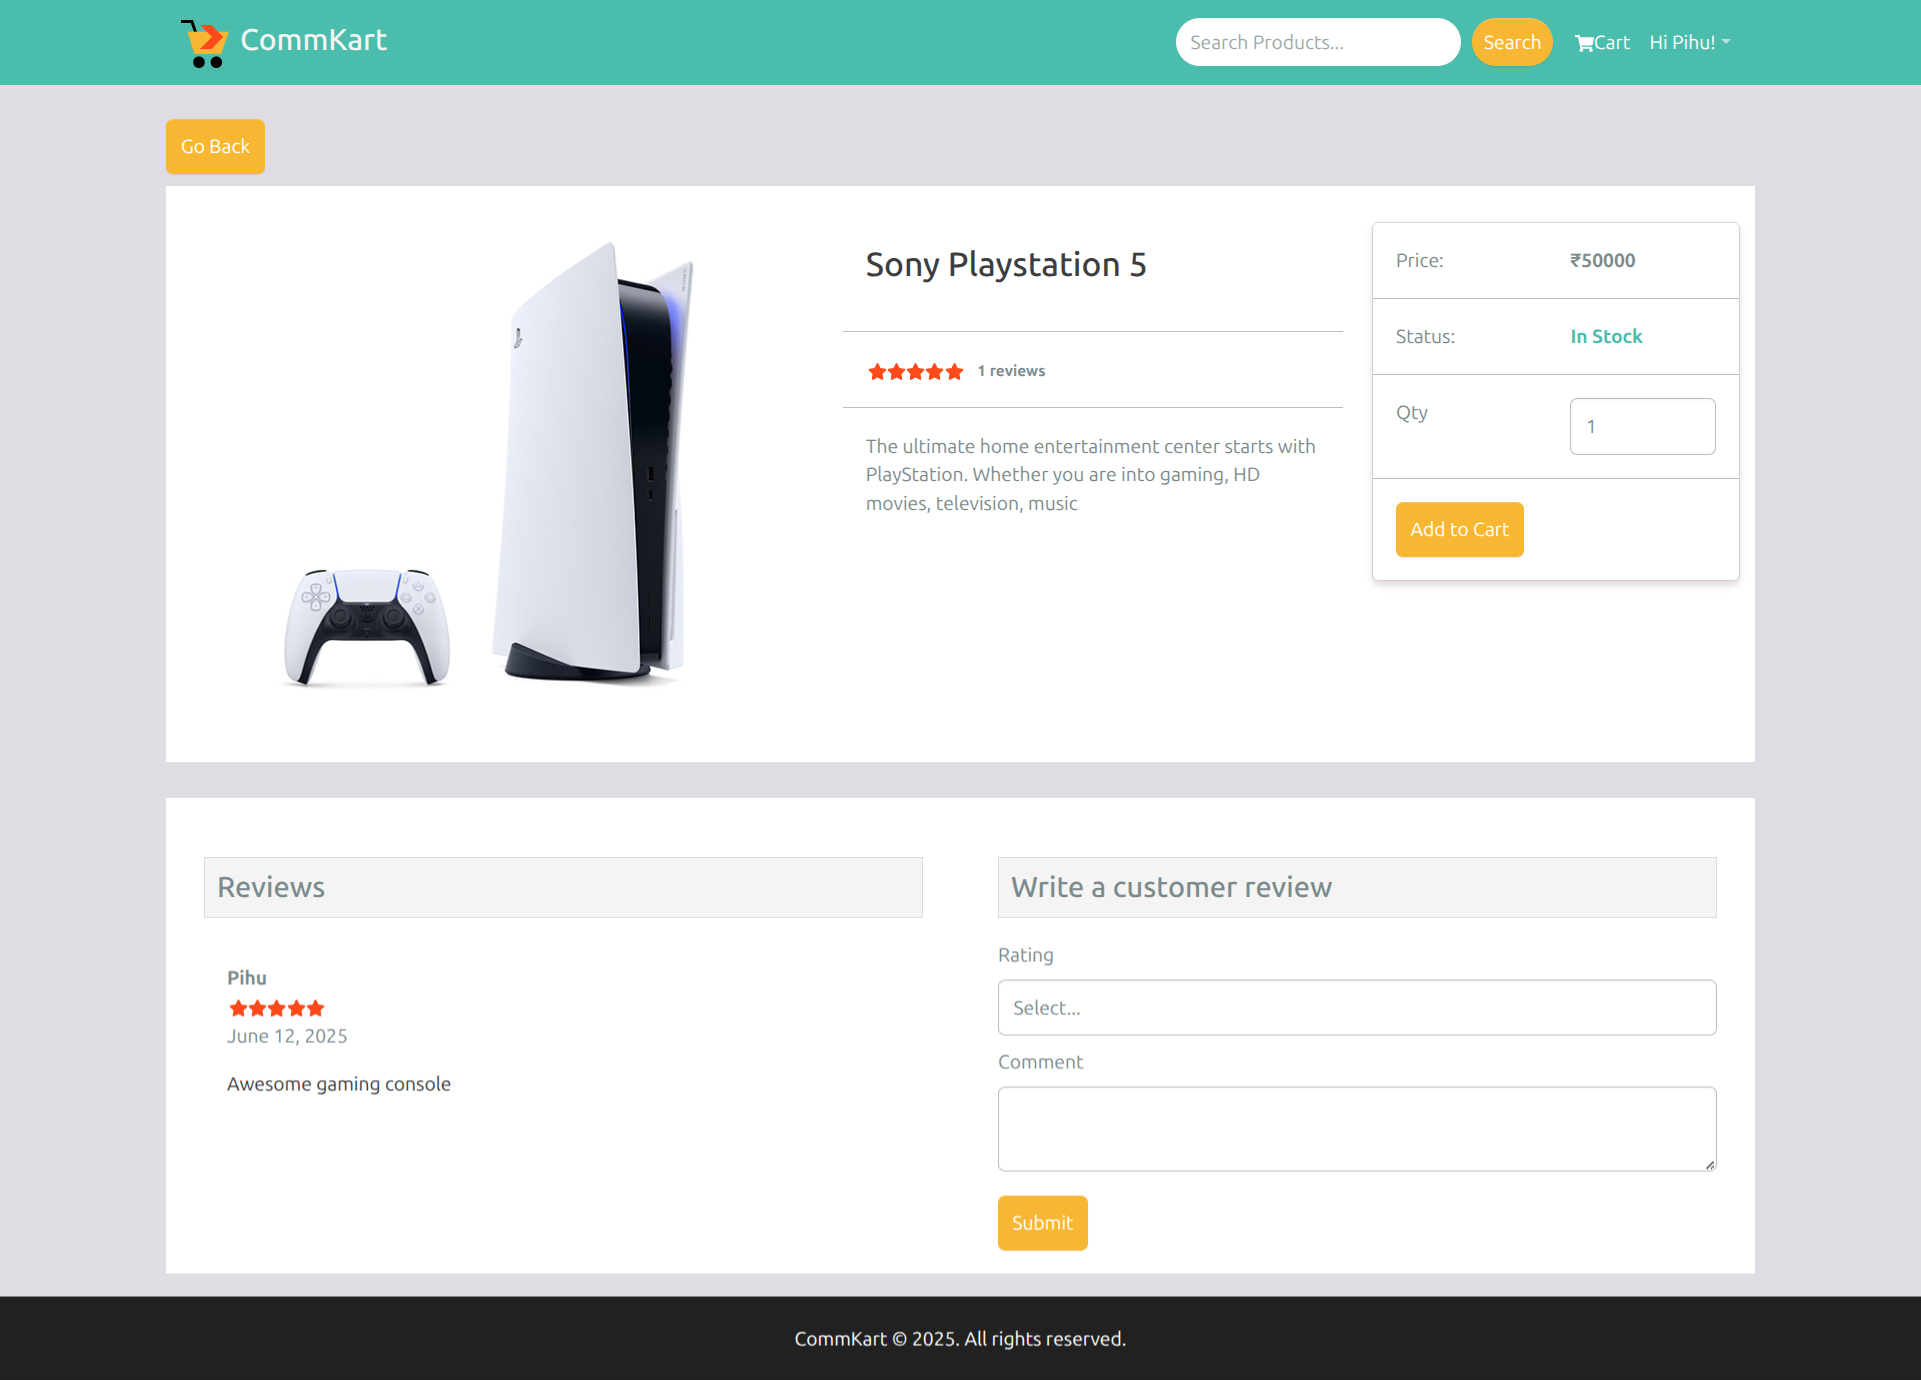 CommKart
Search Products...
Search
Cart
Hi Pihu!
Go Back
Sony Playstation 5
1 reviews
The ultimate home entertainment center starts with
PlayStation. Whether you are into gaming, HD
movies, television, music
Price: ₹50000
Status: In Stock
Qty 1
Add to Cart
Reviews
Pihu
June 12, 2025
Awesome gaming console
Write a customer review
Rating
Select...
Comment
Submit
CommKart © 2025. All rights reserved.